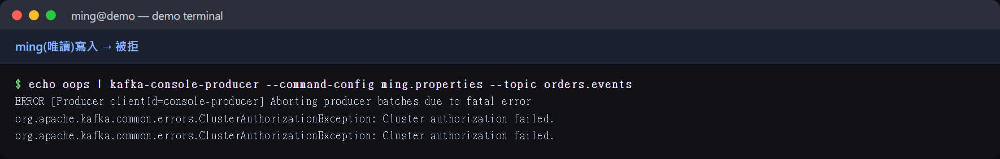 ming@demo — demo terminal
ming(唯讀)寫入 → 被拒
$ echo oops | kafka-console-producer --command-config ming.properties --topic orders.events
ERROR [Producer clientId=console-producer] Aborting producer batches due to fatal error
org.apache.kafka.common.errors.ClusterAuthorizationException: Cluster authorization failed.
org.apache.kafka.common.errors.ClusterAuthorizationException: Cluster authorization failed.